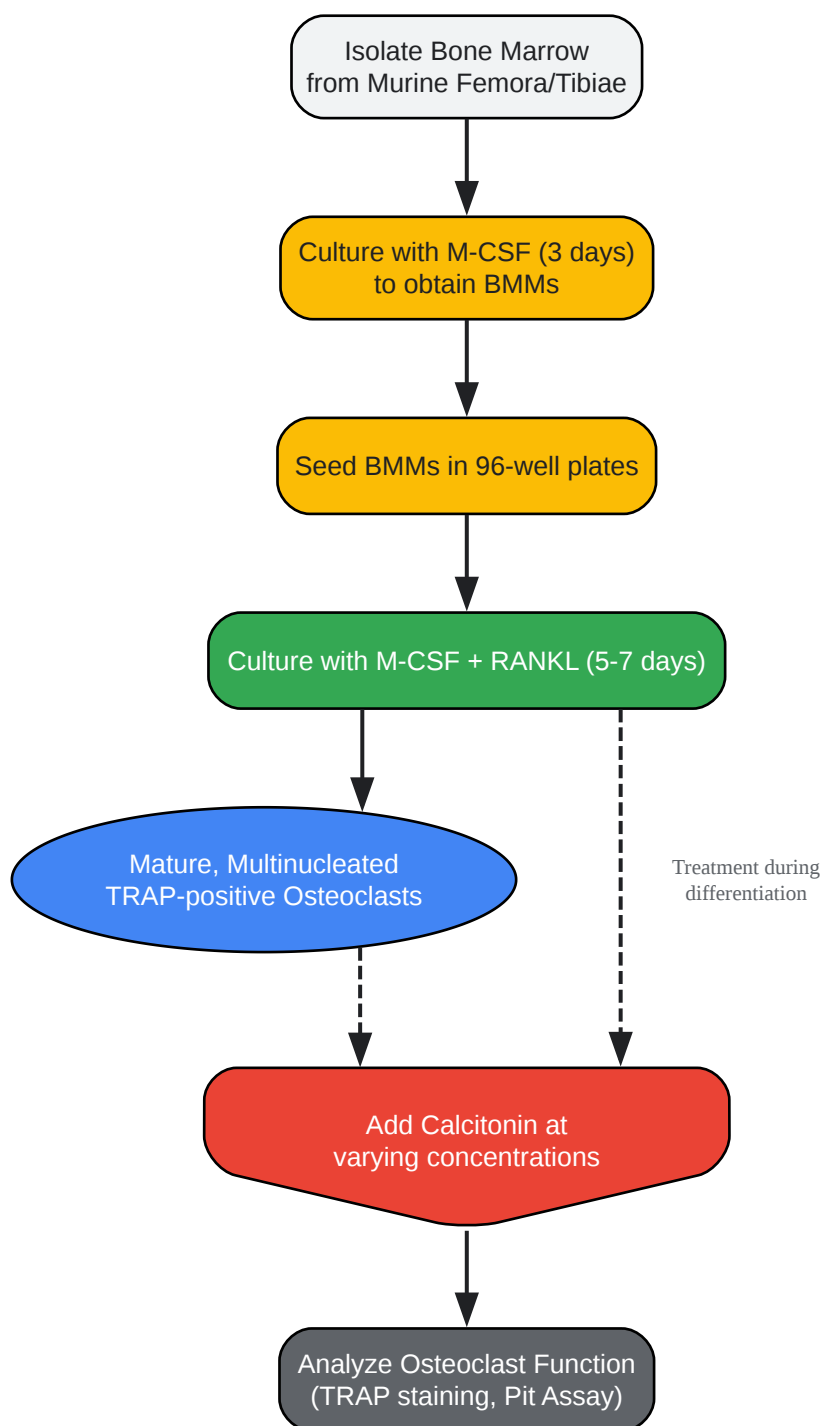 Isolate Bone Marrow
from Murine Femora/Tibiae
Culture with M-CSF (3 days)
to obtain BMMs
Seed BMMs in 96-well plates
Culture with M-CSF + RANKL (5-7 days)
Mature, Multinucleated
TRAP-positive Osteoclasts
Treatment during
differentiation
Add Calcitonin at
varying concentrations
Analyze Osteoclast Function
(TRAP staining, Pit Assay)